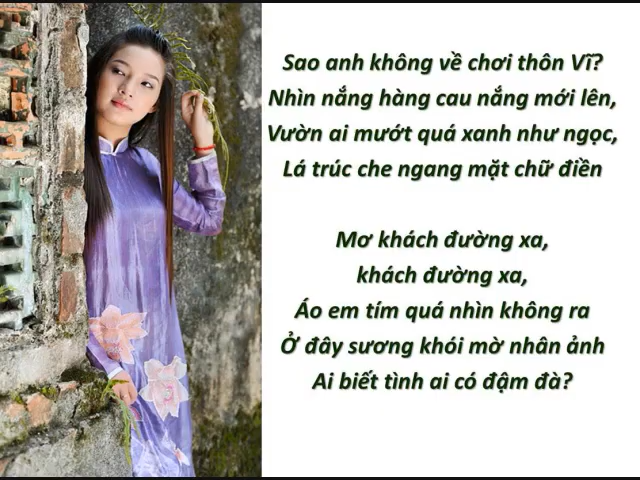 Sao anh không về chơi thôn Vĩ?
Nhìn nắng hàng cau nắng mới lên,
Vườn ai mướt quá xanh như ngọc,
Lá trúc che ngang mặt chữ điền
Mơ khách đường xa,
khách đường xa,
Áo em tím quá nhìn không ra
Ở đây sương khói mờ nhân ảnh
Ai biết tình ai có đậm đà?